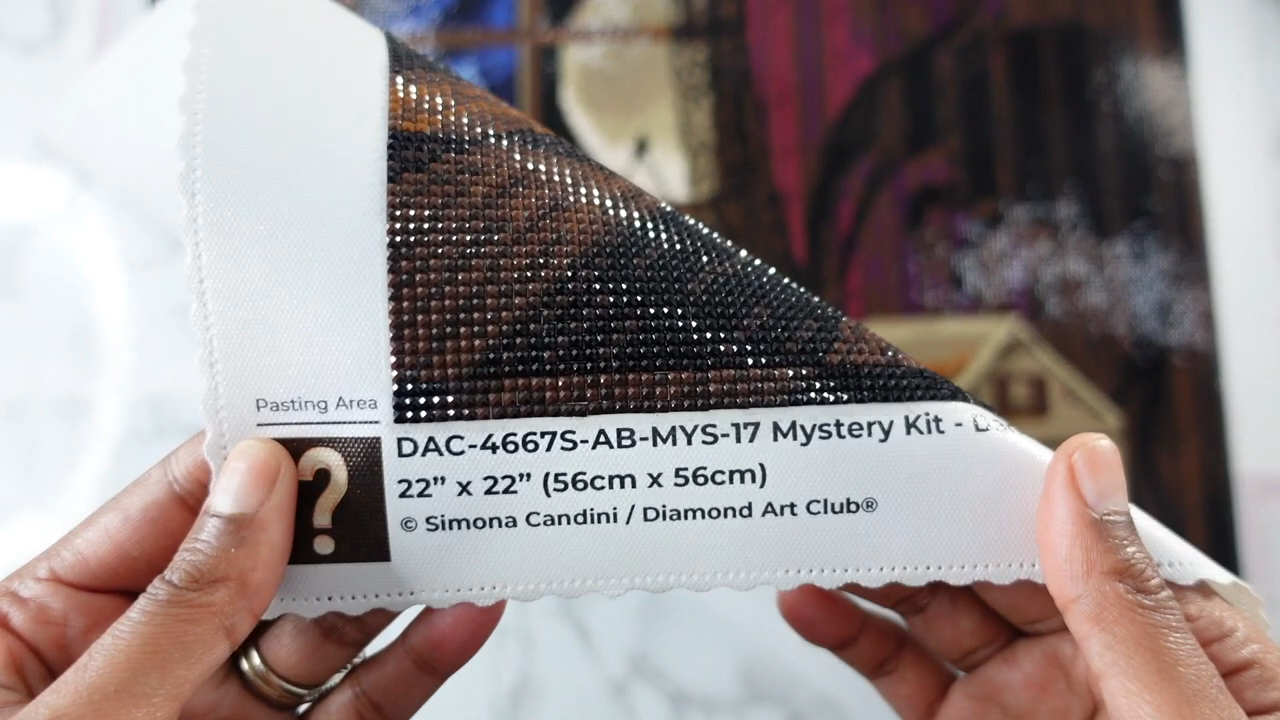 Pasting Area
?
DAC-4667S-AB-MYS-17 Mystery Kit -
22” x 22” (56cm x 56cm)
© Simona Candini / Diamond Art Club®